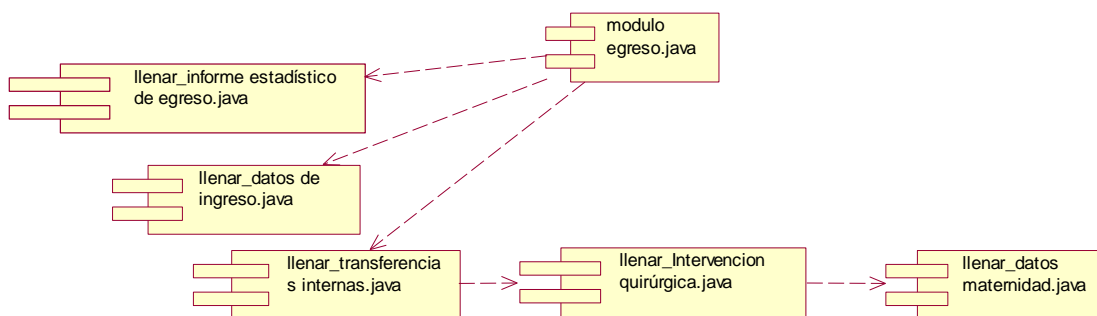 modulo
egreso.java
llenar_informe estadístico
de egreso.java
llenar_datos de
ingreso.java
llenar_transferencia
s internas.java
llenar_Intervencion
quirúrgica.java
llenar_datos
maternidad.java